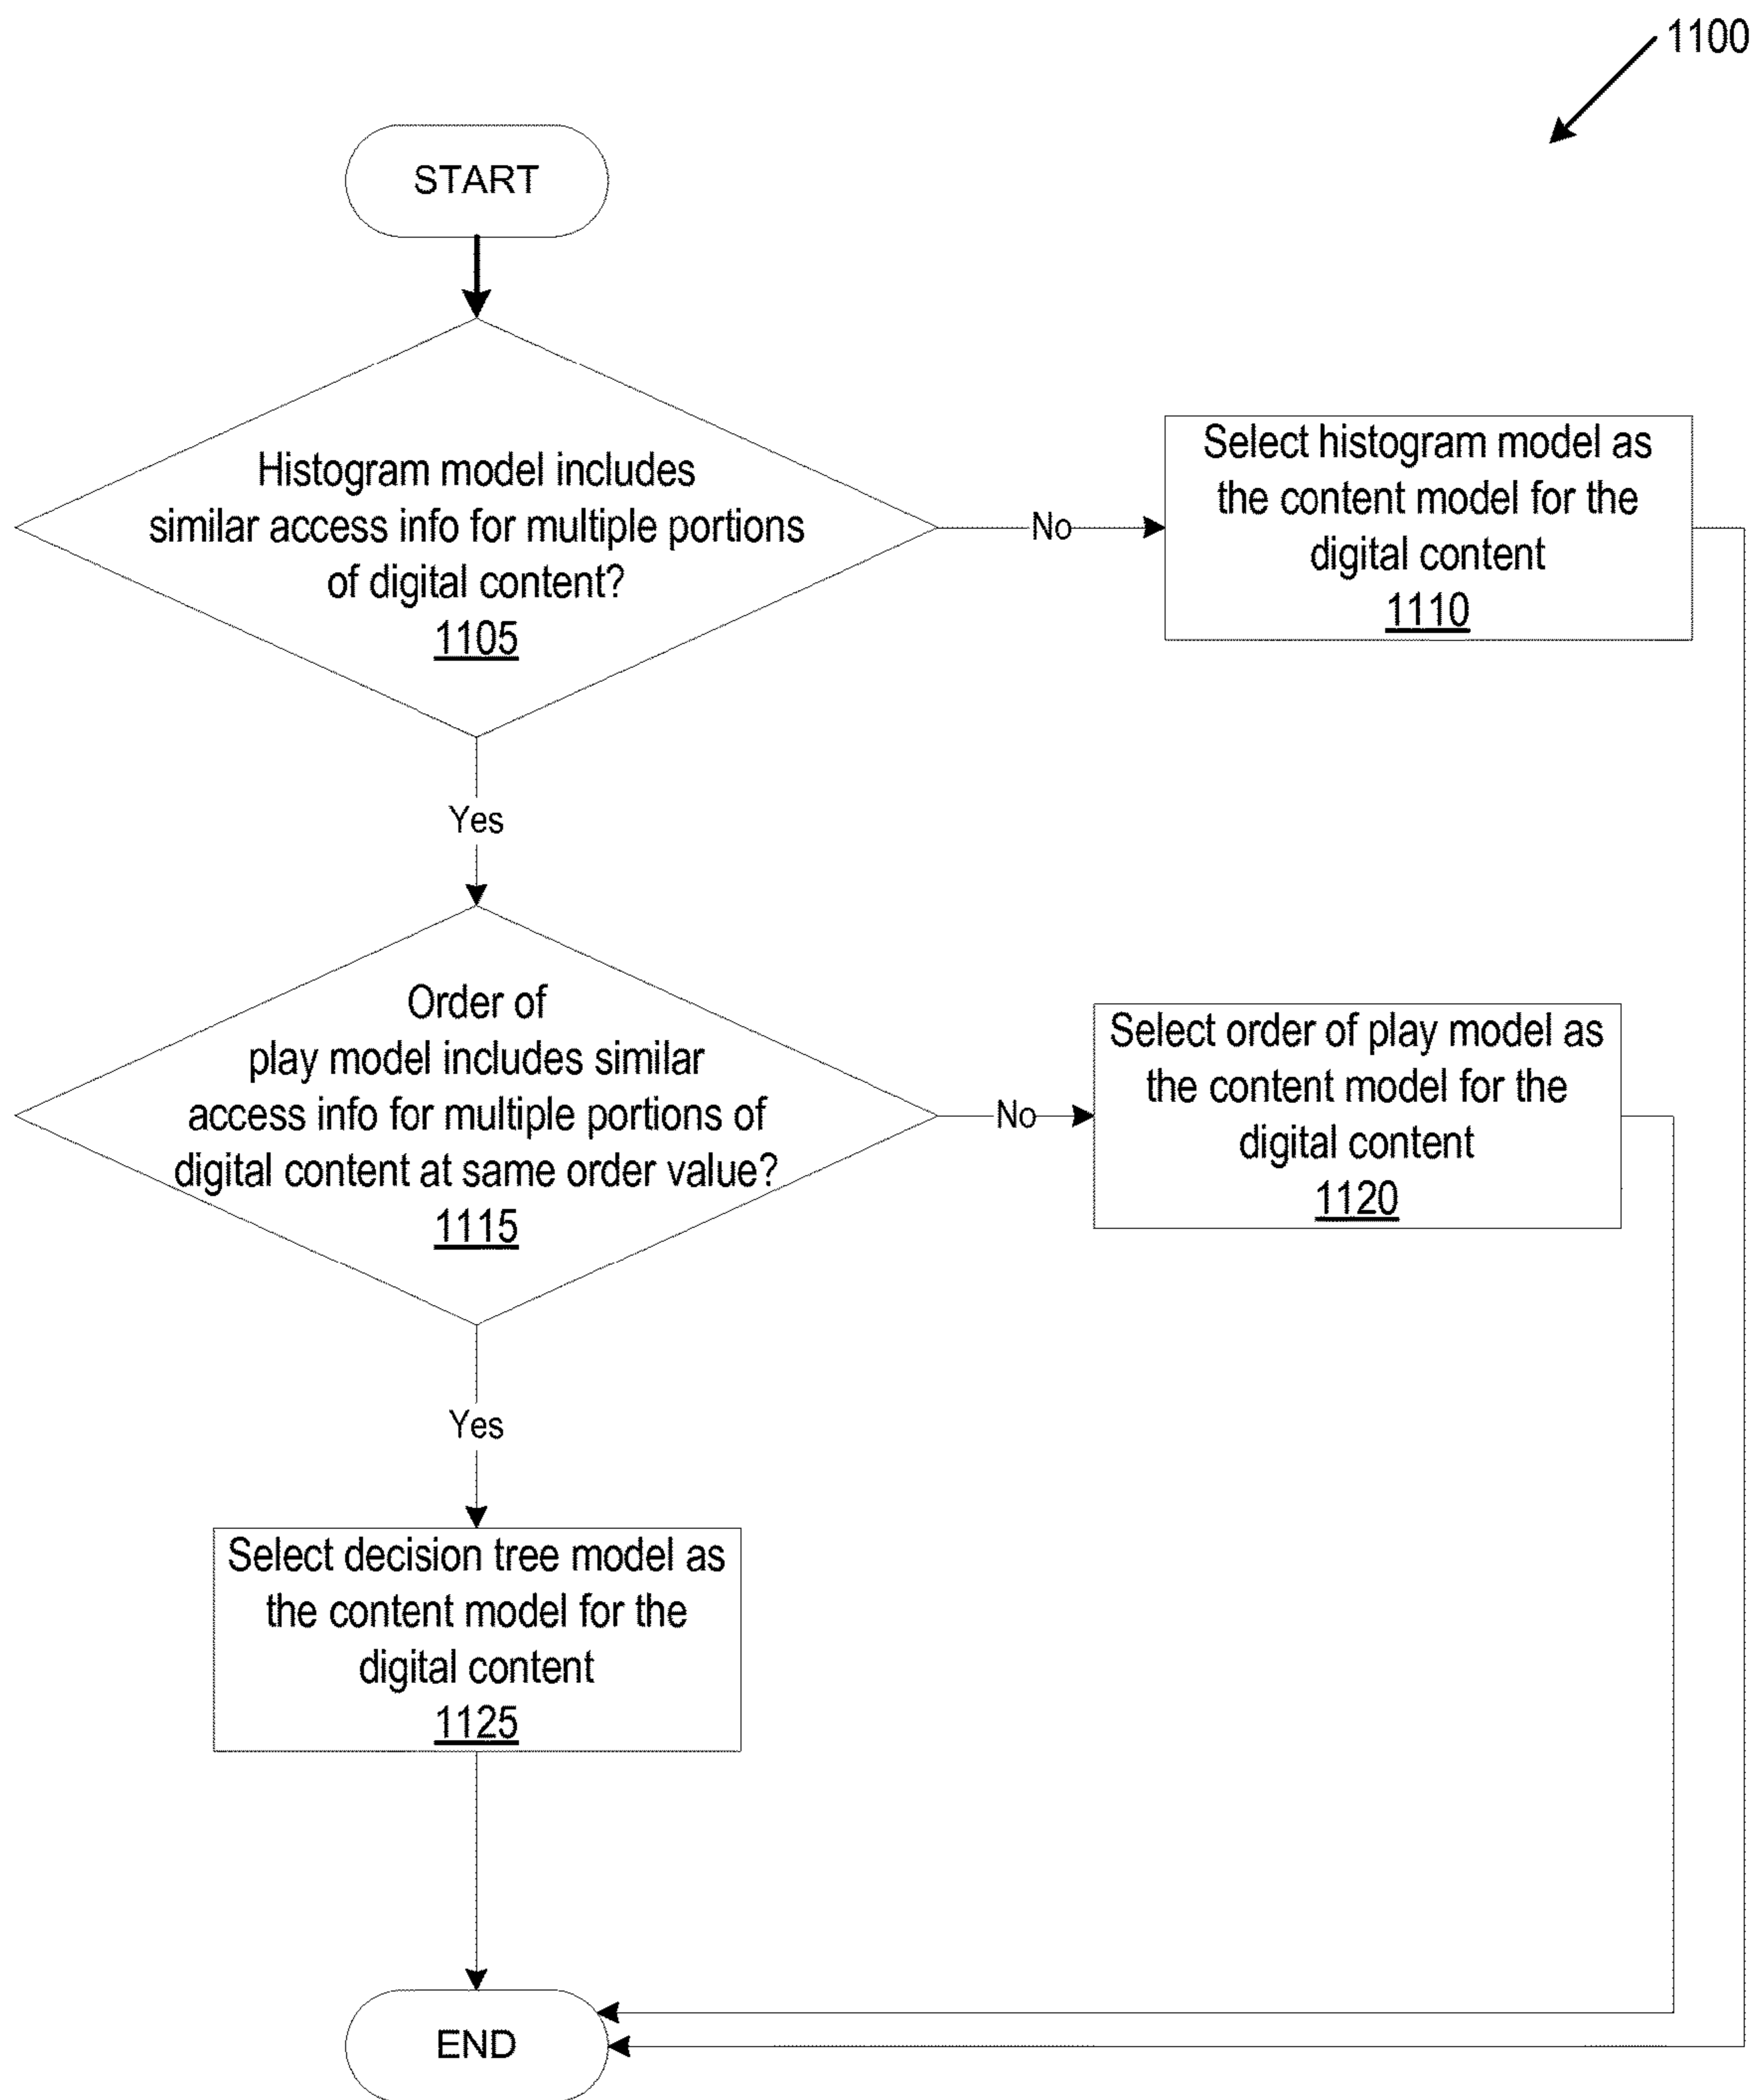 1100
START
Histogram model includes
similar access info for multiple portions
of digital content?
1105
No
Select histogram model as
the content model for the
digital content
1110
Yes
Order of
play model includes similar
access info for multiple portions of
digital content at same order value?
1115
No
Select order of play model as
the content model for the
digital content
1120
Yes
Select decision tree model as
the content model for the
digital content
1125
END